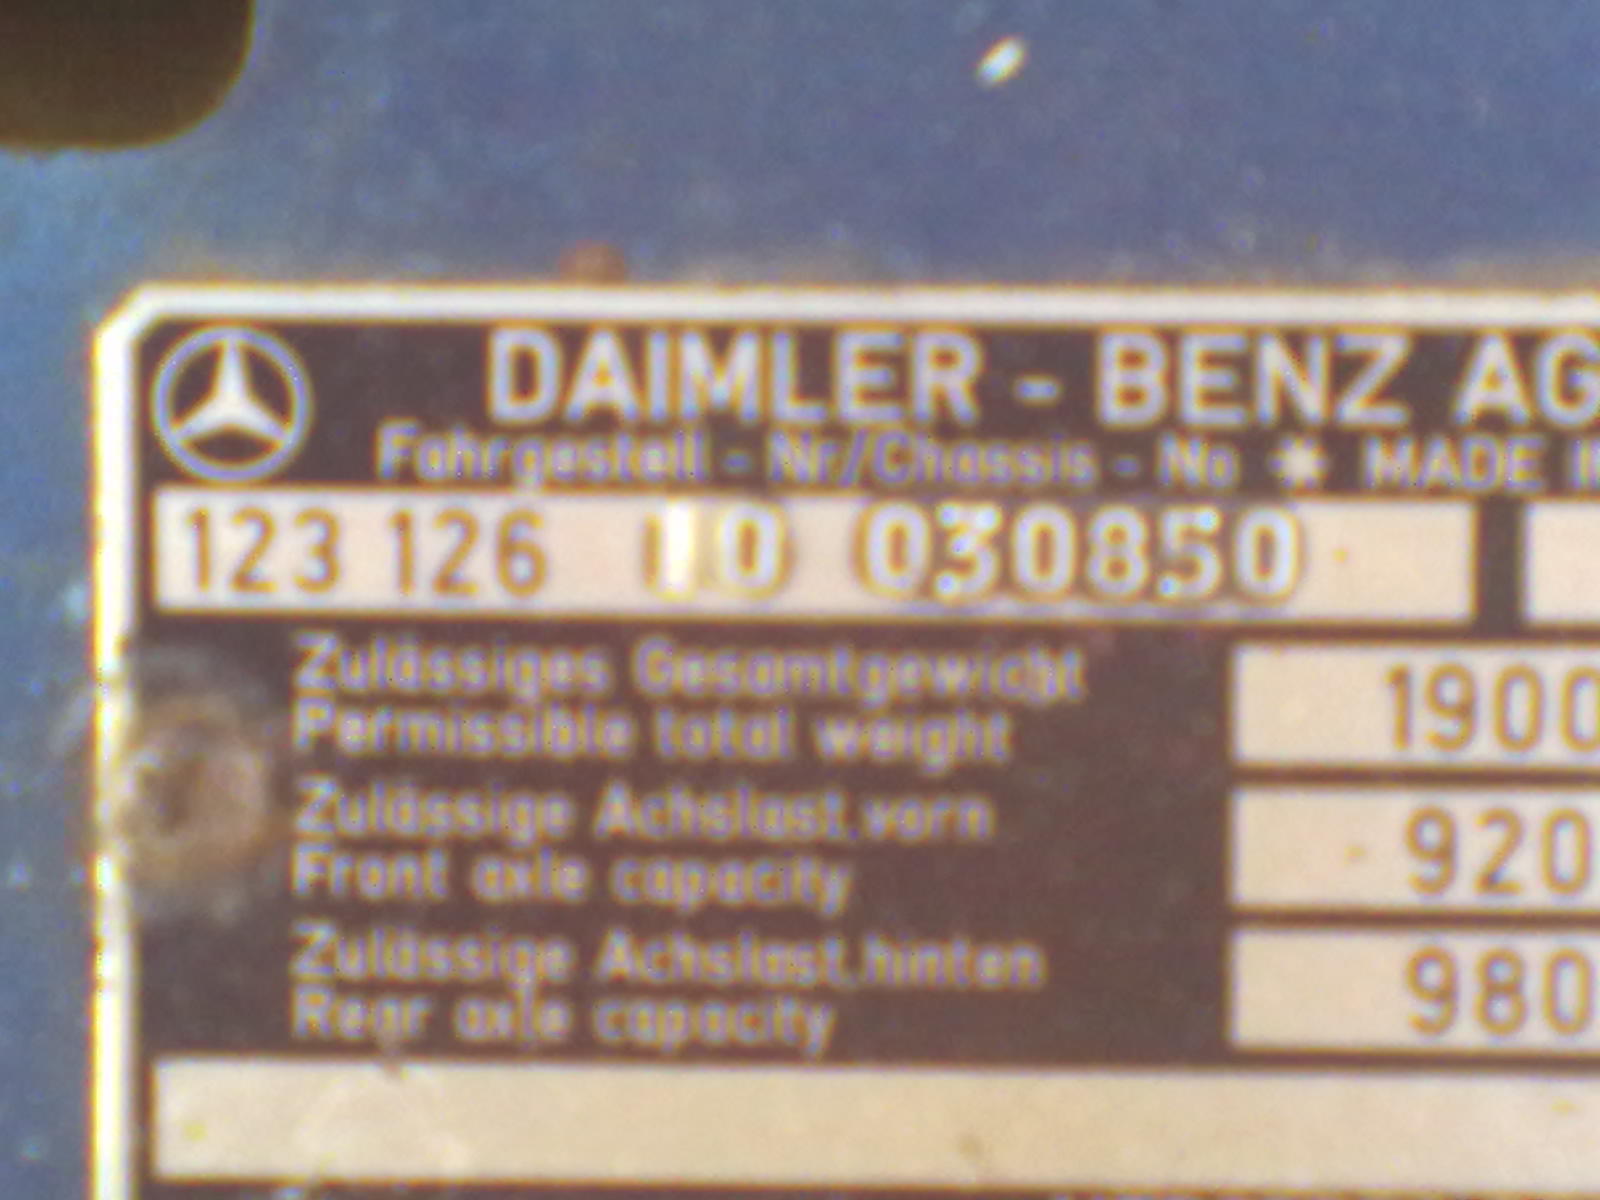 DAIMLER - BENZ AG
Fahrgestell - Nr/Chassis - No * MADE
123 126 10 030850
Zulässiges Gesamtgewicht
Permissible total weight
1900
Zulässige Achslast.vorn
Front axle capacity
920
Zulässige Achslast.hinten
Rear axle capacity
980